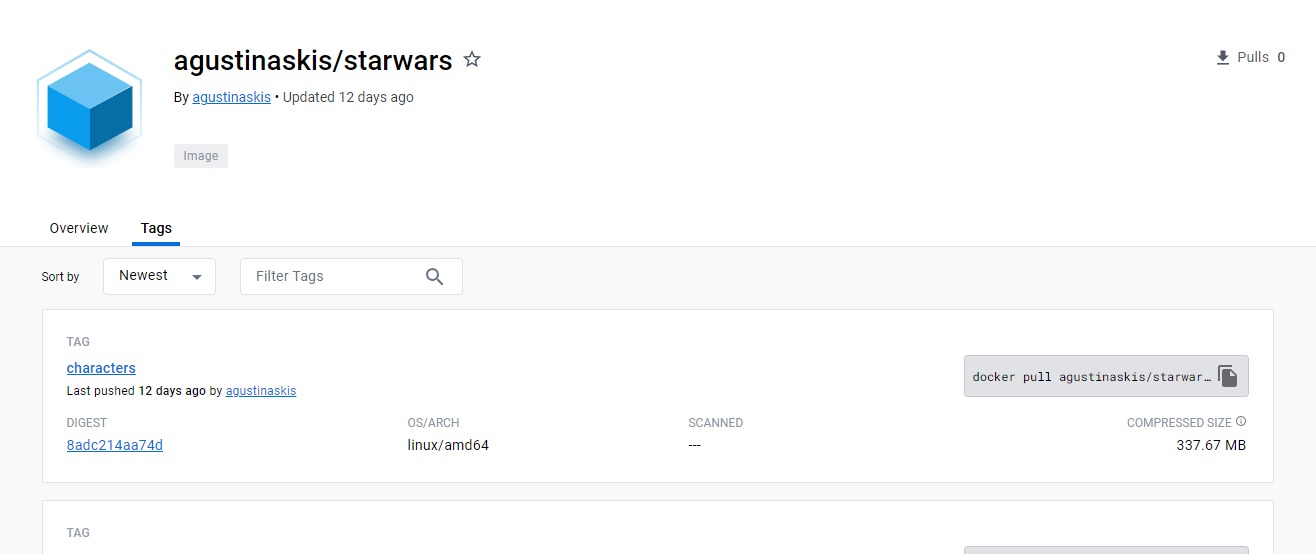 agustinaskis/starwars
Pulls 0
By agustinaskis • Updated 12 days ago
Image
Overview Tags
Sort by Newest Filter Tags
TAG
characters
Last pushed 12 days ago by agustinaskis
docker pull agustinaskis/starwar…
DIGEST OS/ARCH SCANNED COMPRESSED SIZE
8adc214aa74d linux/amd64 --- 337.67 MB
TAG